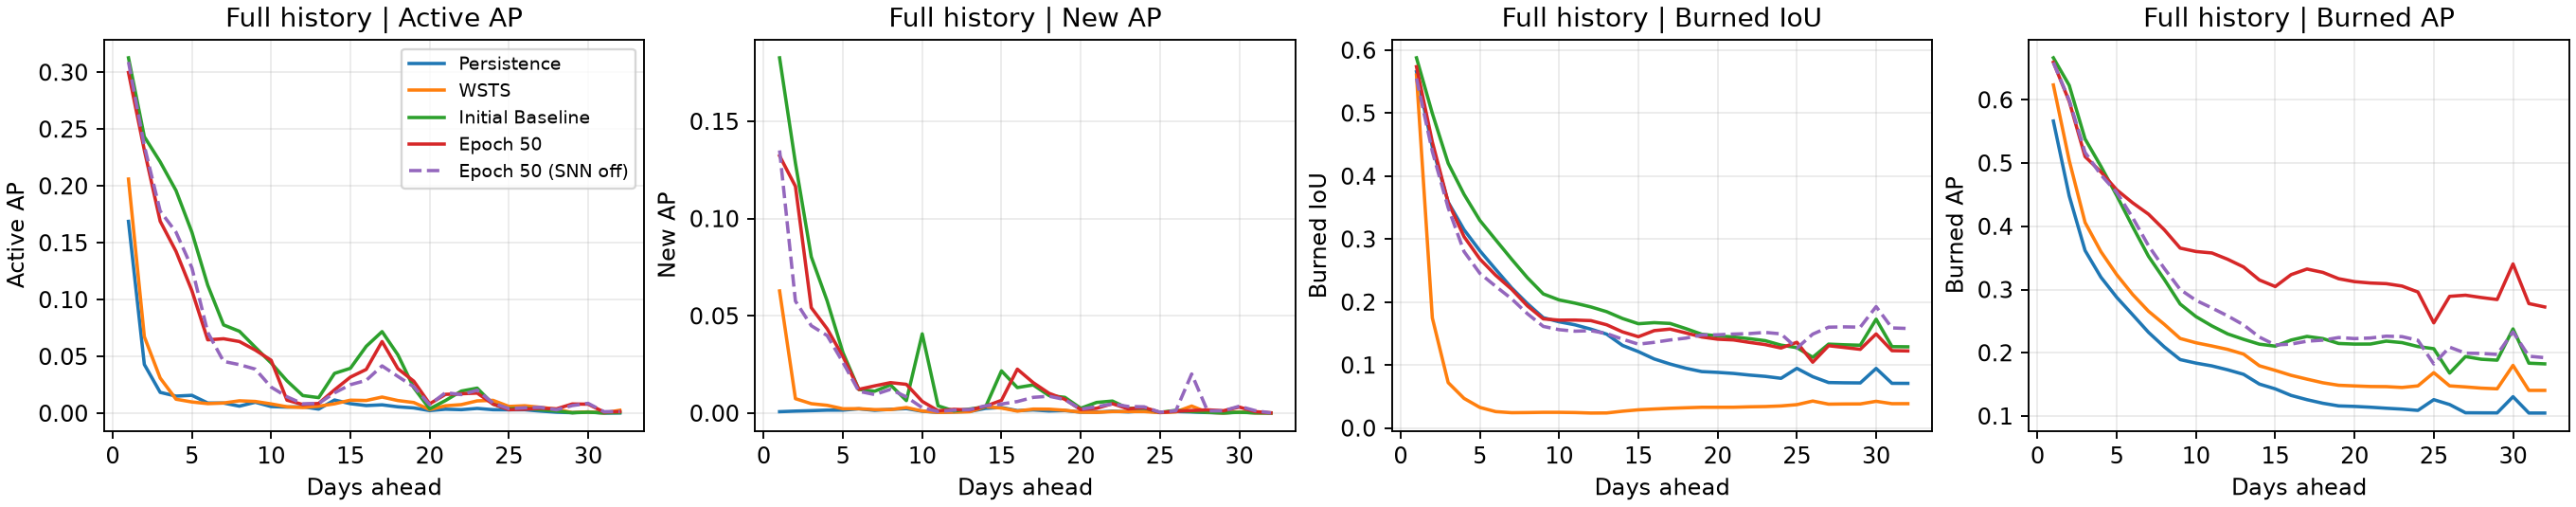 Full history | Active AP
Active AP
0.30
0.25
0.20
0.15
0.10
0.05
0.00
0 5 10 15 20 25 30
Days ahead
Persistence
WSTS
Initial Baseline
Epoch 50
Epoch 50 (SNN off)
Full history | New AP
New AP
0.15
0.10
0.05
0.00
0 5 10 15 20 25 30
Days ahead
Full history | Burned IoU
Burned IoU
0.6
0.5
0.4
0.3
0.2
0.1
0.0
0 5 10 15 20 25 30
Days ahead
Full history | Burned AP
Burned AP
0.6
0.5
0.4
0.3
0.2
0.1
0 5 10 15 20 25 30
Days ahead